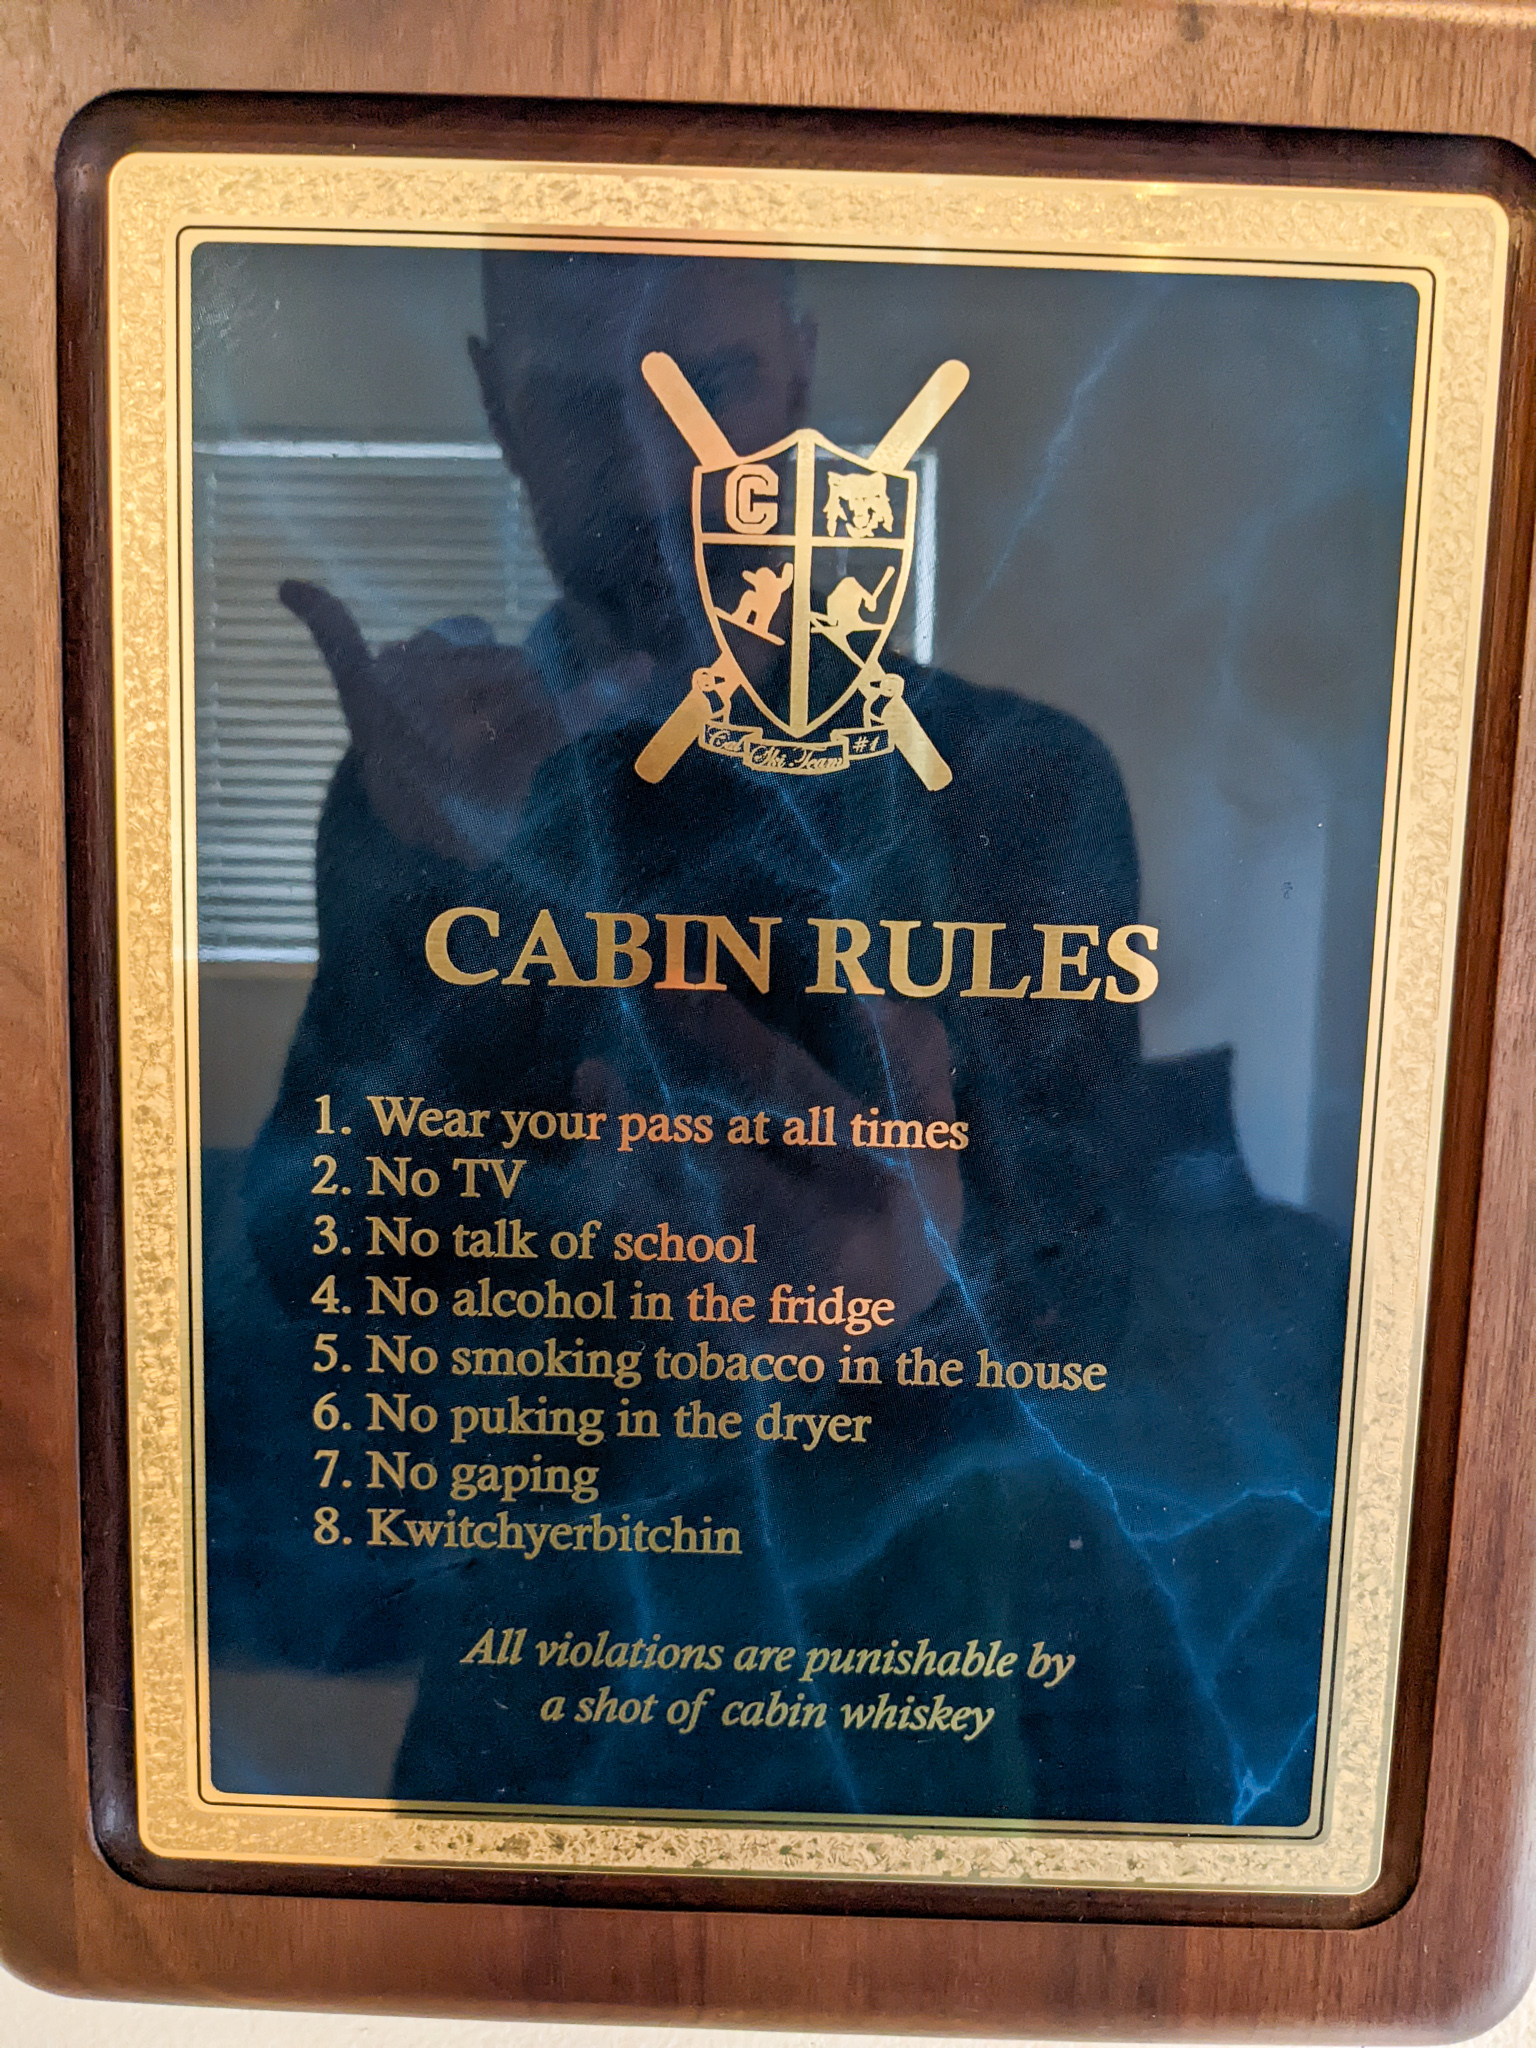 C
Cal Ski Team #1
CABIN RULES
1. Wear your pass at all times
2. No TV
3. No talk of school
4. No alcohol in the fridge
5. No smoking tobacco in the house
6. No puking in the dryer
7. No gaping
8. Kwitchyerbitchin
All violations are punishable by
a shot of cabin whiskey